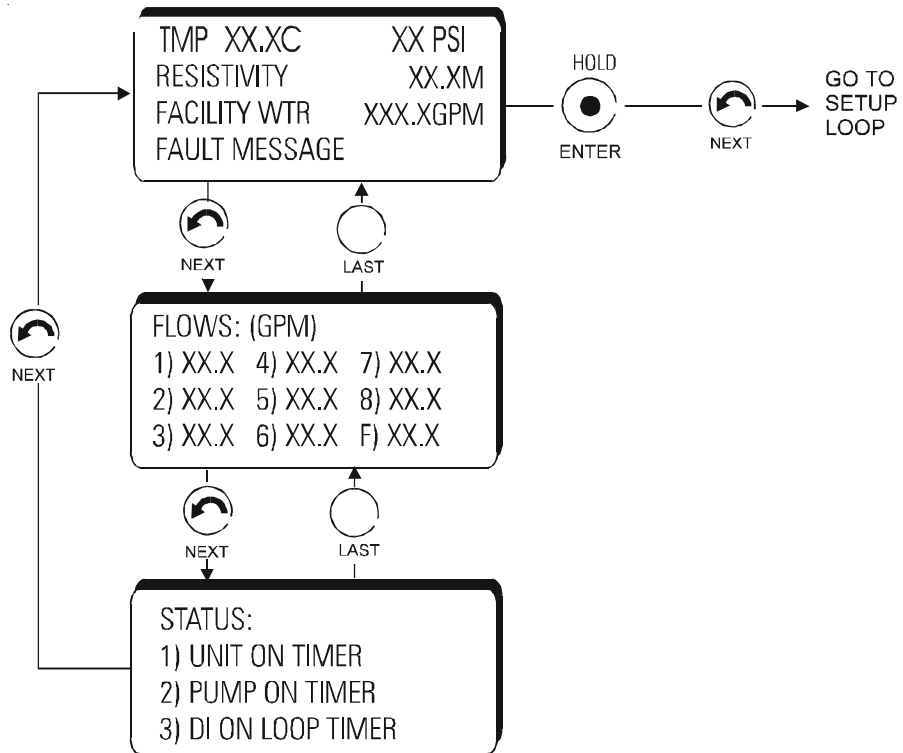 TMP XX.XC XX PSI
RESISTIVITY XX.XM
FACILITY WTR XXX.XGPM
FAULT MESSAGE
HOLD
ENTER
NEXT
GO TO
SETUP
LOOP
NEXT
LAST
NEXT
FLOWS: (GPM)
1) XX.X 4) XX.X 7) XX.X
2) XX.X 5) XX.X 8) XX.X
3) XX.X 6) XX.X F) XX.X
NEXT
LAST
STATUS:
1) UNIT ON TIMER
2) PUMP ON TIMER
3) DI ON LOOP TIMER